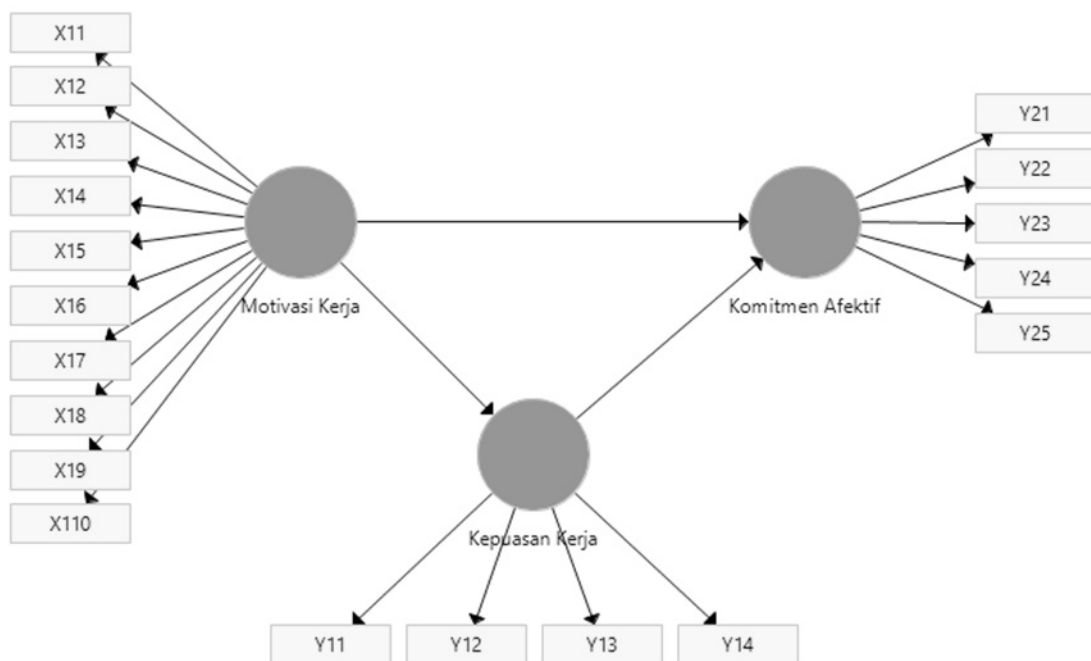 X11
X12
X13
X14
X15
X16
X17
X18
X19
X110
Motivasi Kerja
Komitmen Afektif
Y21
Y22
Y23
Y24
Y25
Kepuasan Kerja
Y11
Y12
Y13
Y14